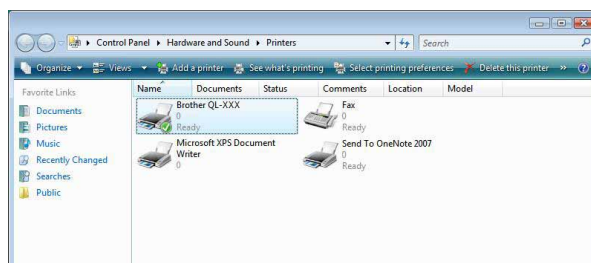 Control Panel ▸ Hardware and Sound ▸ Printers
Search
Organize Views Add a printer See what's printing Select printing preferences Delete this printer »
Favorite Links
Documents
Pictures
Music
Recently Changed
Searches
Public
Name Documents Status Comments Location Model
Brother QL-XXX
0
Ready
Fax
0
Ready
Microsoft XPS Document
Writer
0
Send To OneNote 2007
0
Ready